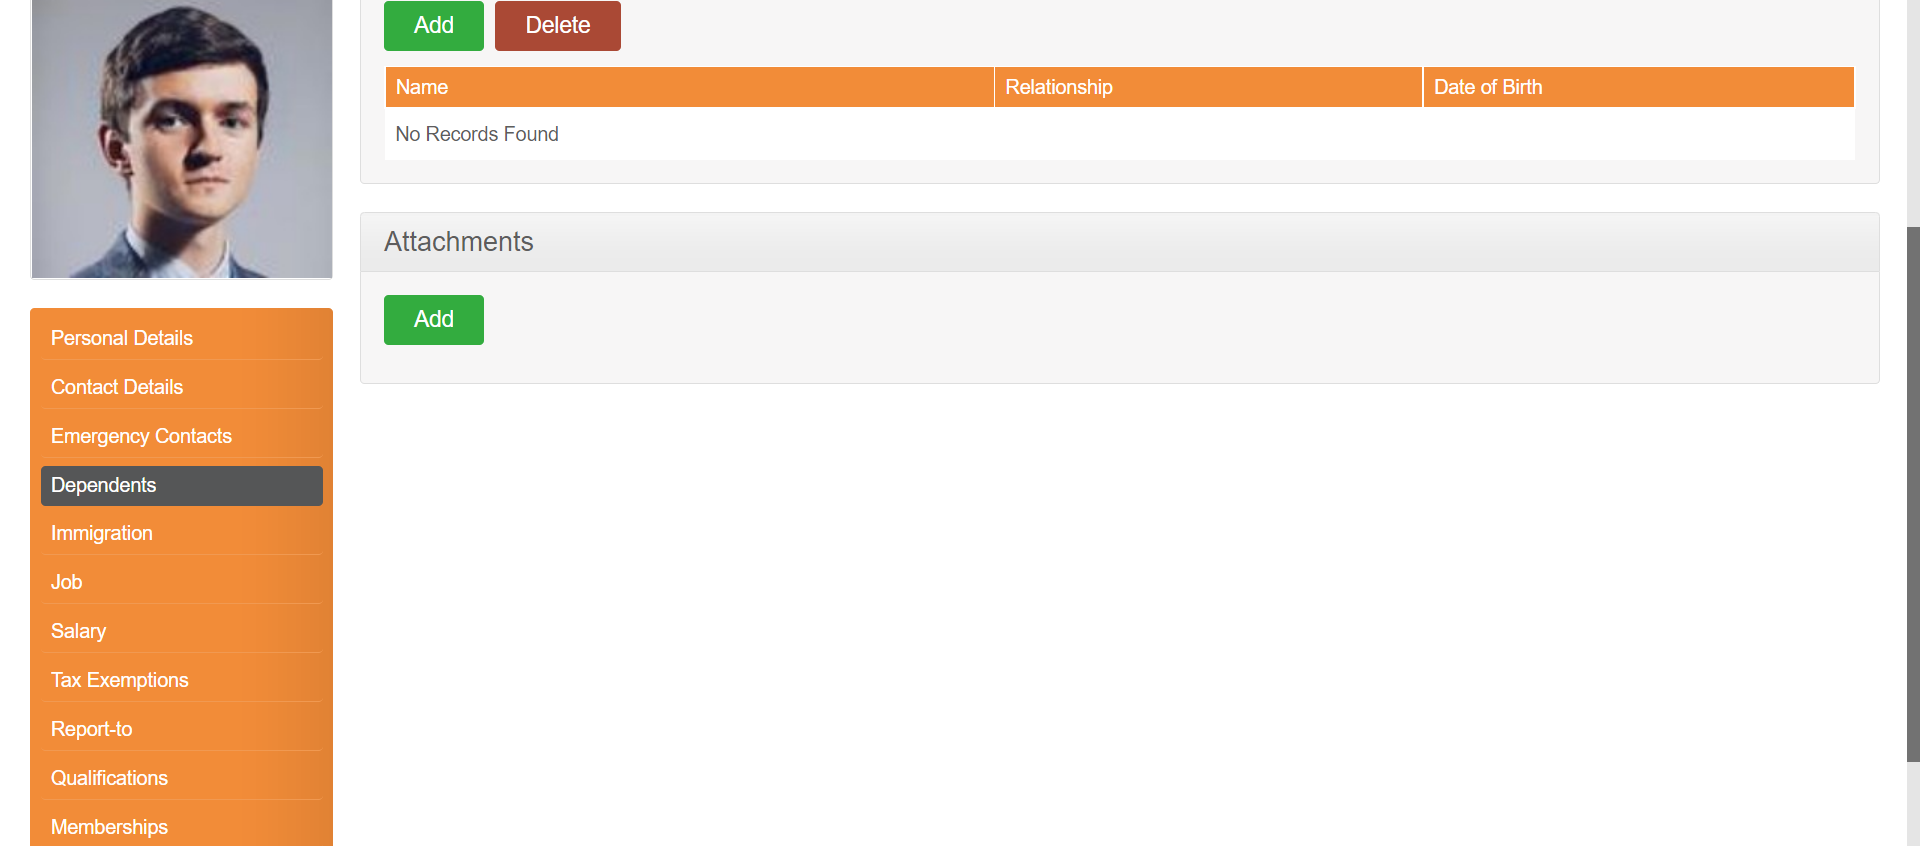 Add Delete
Name Relationship Date of Birth
No Records Found
Attachments
Add
Personal Details
Contact Details
Emergency Contacts
Dependents
Immigration
Job
Salary
Tax Exemptions
Report-to
Qualifications
Memberships